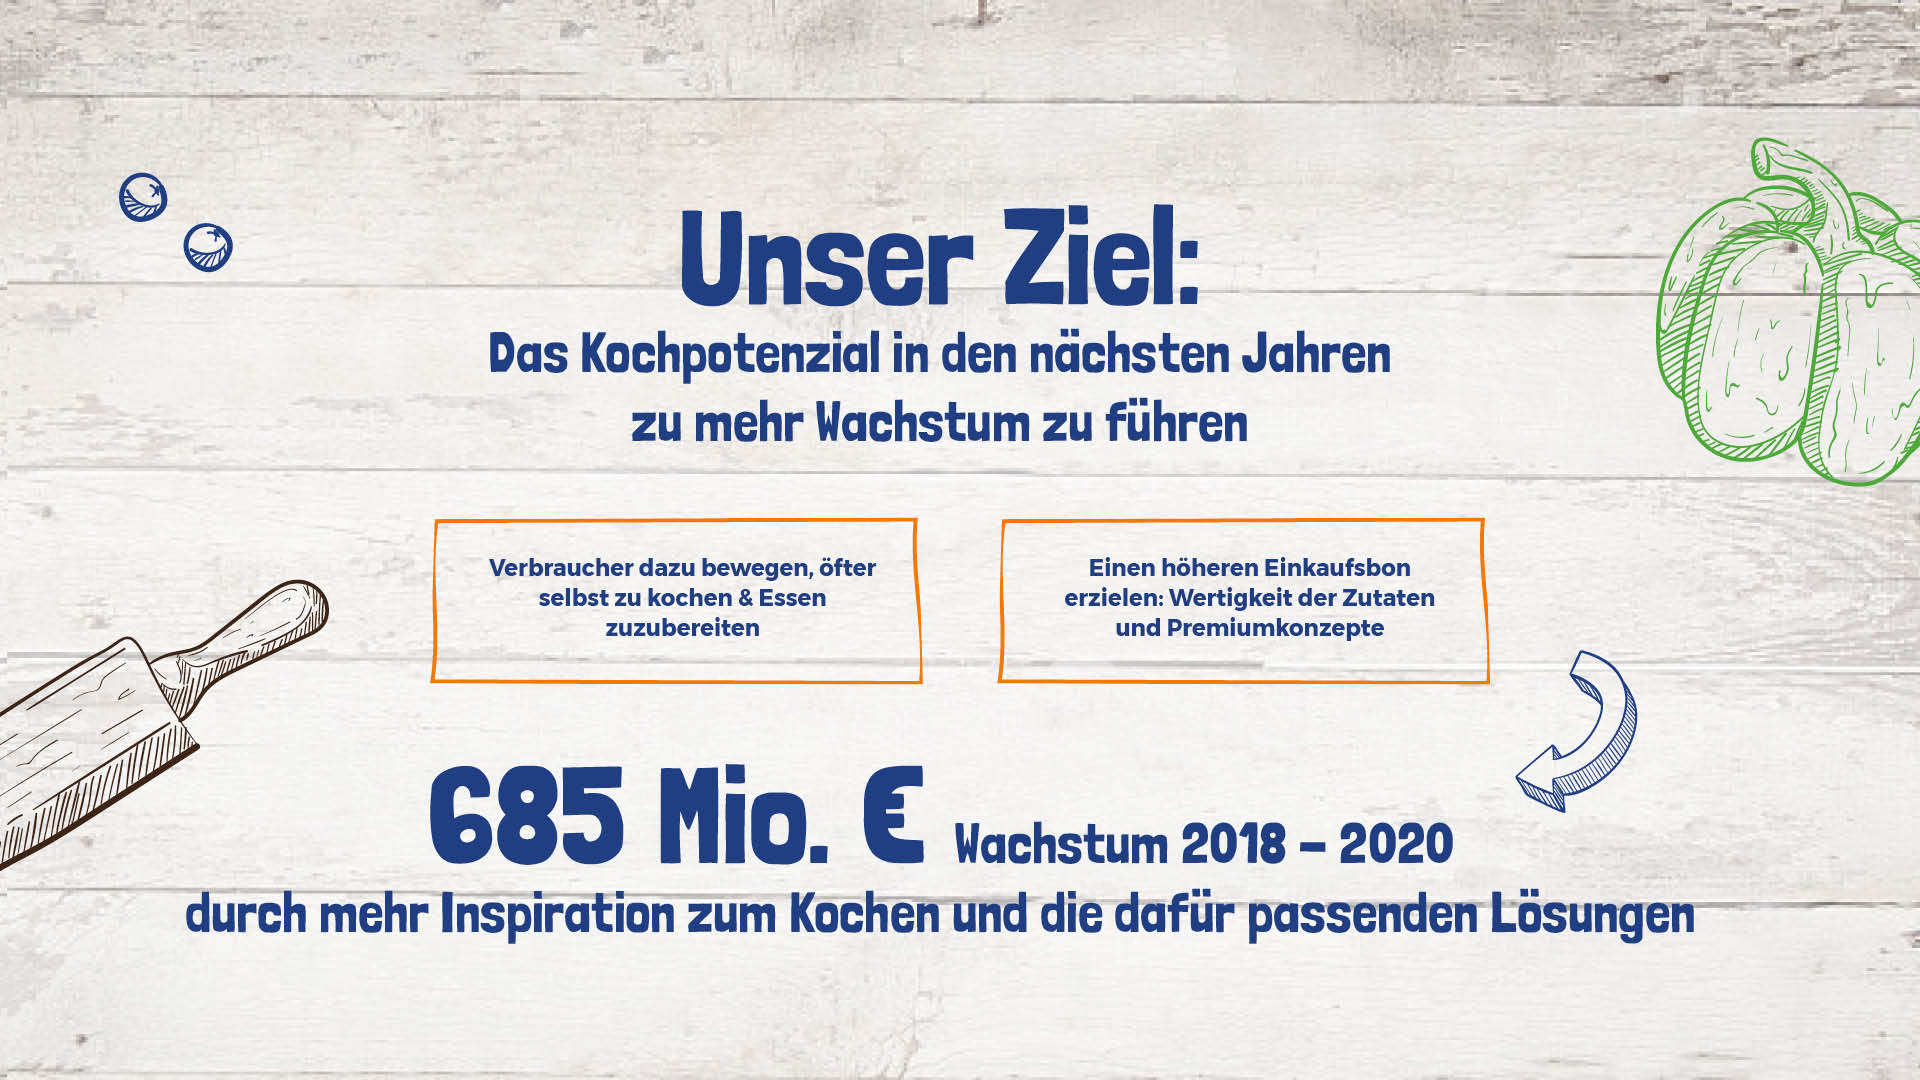 Unser Ziel:
Das Kochpotenzial in den nächsten Jahren
zu mehr Wachstum zu führen
Verbraucher dazu bewegen, öfter
selbst zu kochen & Essen
zuzubereiten
Einen höheren Einkaufsbon
erzielen: Wertigkeit der Zutaten
und Premiumkonzepte
685 Mio. € Wachstum 2018 – 2020
durch mehr Inspiration zum Kochen und die dafür passenden Lösungen